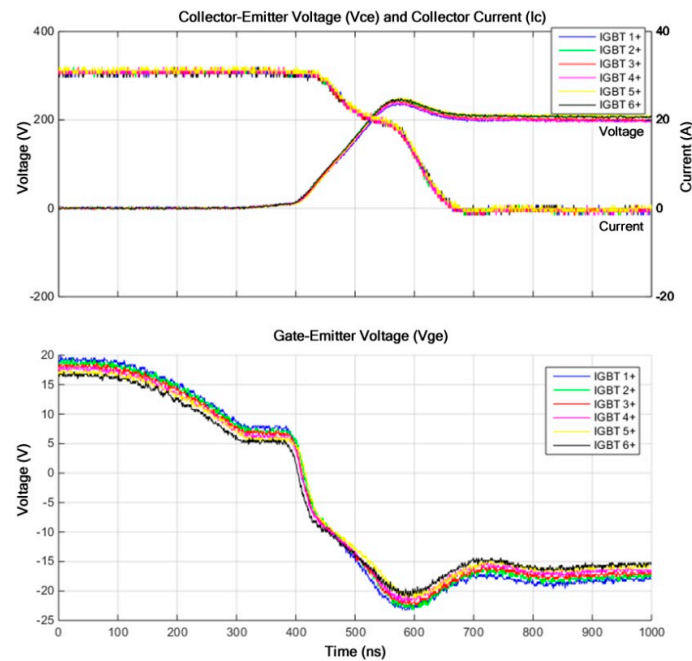 Collector-Emitter Voltage (Vce) and Collector Current (Ic)
400
200
0
-200
Voltage (V)
IGBT 1+
IGBT 2+
IGBT 3+
IGBT 4+
IGBT 5+
IGBT 6+
Voltage
Current
40
20
0
20
Current (A)
Gate-Emitter Voltage (Vge)
20
15
10
5
0
-5
-10
-15
-20
-25
Voltage (V)
IGBT 1+
IGBT 2+
IGBT 3+
IGBT 4+
IGBT 5+
IGBT 6+
0 100 200 300 400 500 600 700 800 900 1000
Time (ns)